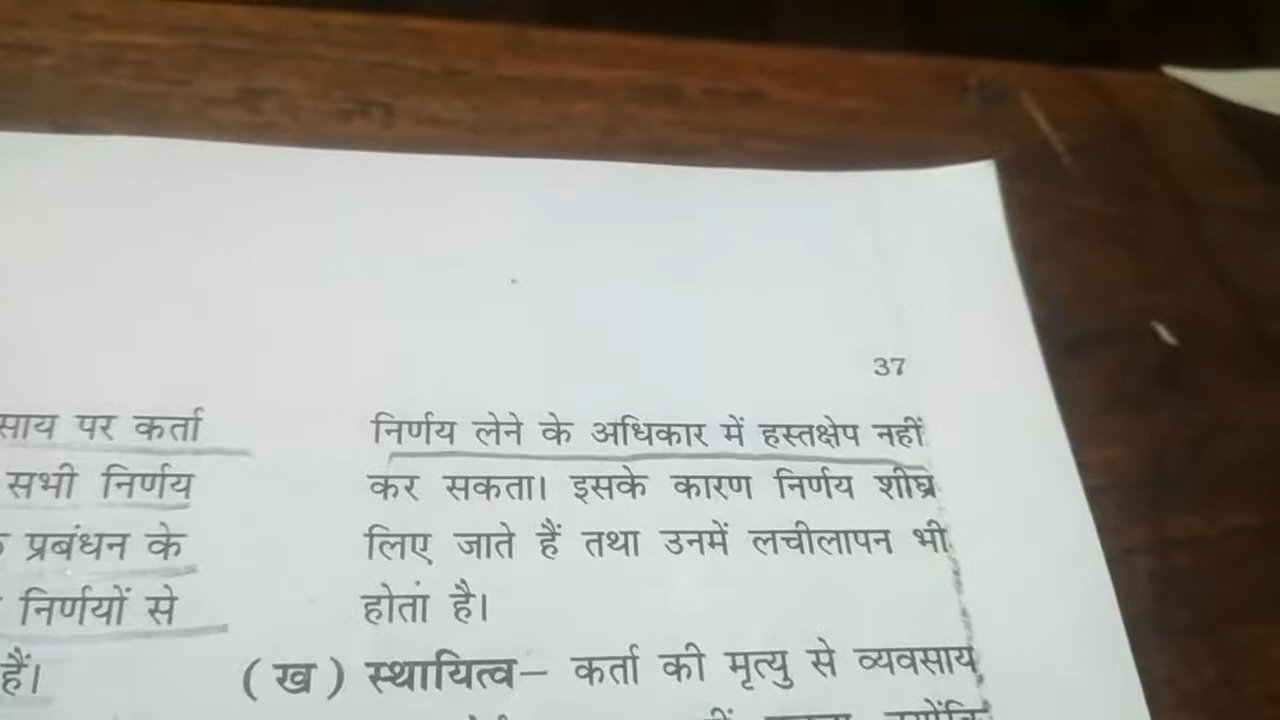 37
पर कर्ता
सभी निर्णय
प्रबंधन के
निर्णयों से
हैं।
निर्णय लेने के अधिकार में हस्तक्षेप नहीं
कर सकता। इसके कारण निर्णय शीघ्र
लिए जाते हैं तथा उनमें लचीलापन भी
होतां है।
( ख ) स्थायित्व– कर्ता की मृत्यु से व्यवसाय